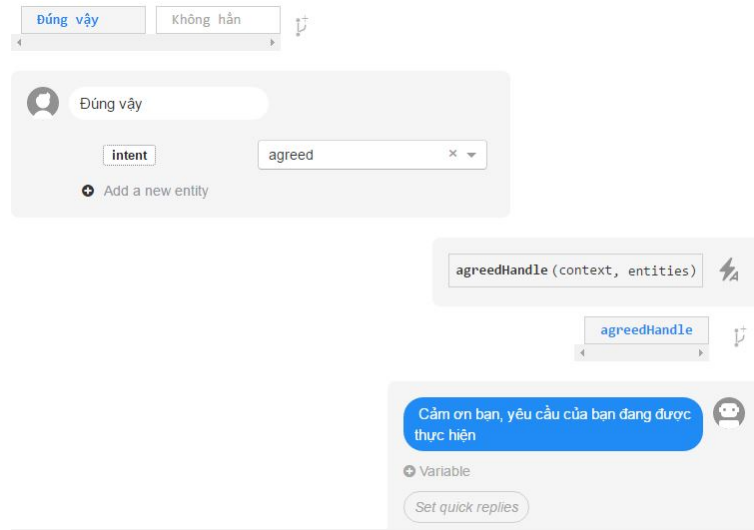 Đúng vậy
Không hẳn
Đúng vậy
intent
agreed
Add a new entity
agreedHandle(context, entities)
agreedHandle
Cảm ơn bạn, yêu cầu của bạn đang được
thực hiện
Variable
Set quick replies